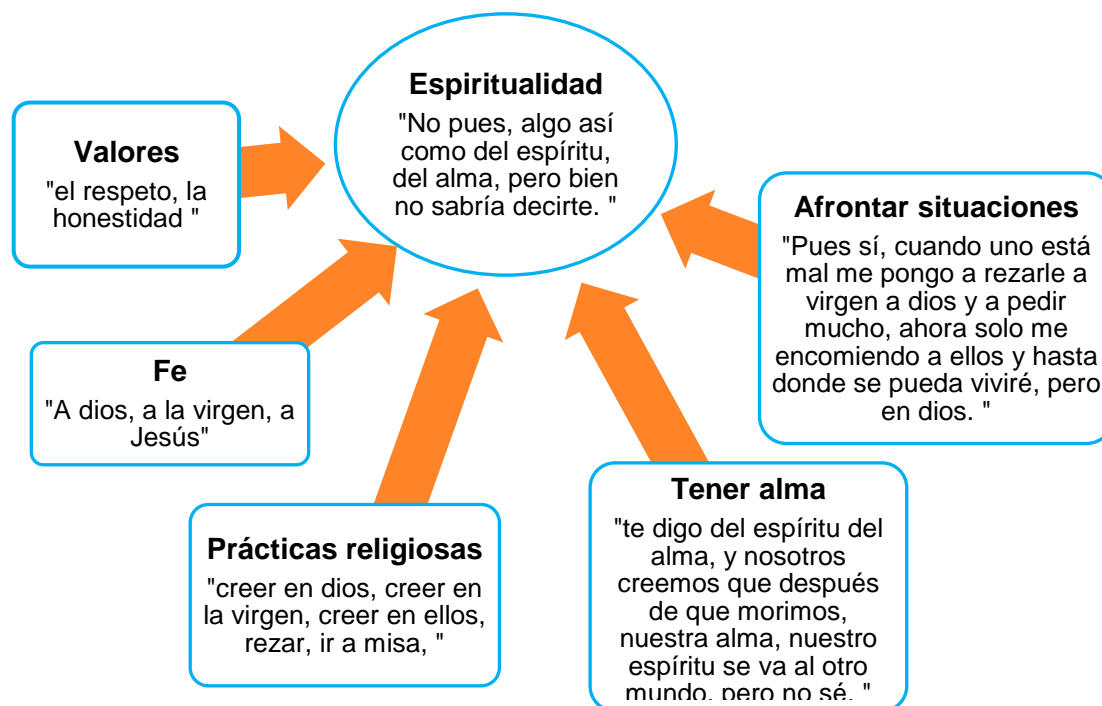 Espiritualidad
"No pues, algo así
como del espíritu,
del alma, pero bien
no sabría decirte. "
Valores
"el respeto, la
honestidad "
Fe
"A dios, a la virgen, a
Jesús"
Prácticas religiosas
"creer en dios, creer en
la virgen, creer en ellos,
rezar, ir a misa, "
Tener alma
"te digo del espíritu del
alma, y nosotros
creemos que después
de que morimos,
nuestra alma, nuestro
espíritu se va al otro
mundo, pero no sé. "
Afrontar situaciones
"Pues sí, cuando uno está
mal me pongo a rezarle a
virgen a dios y a pedir
mucho, ahora solo me
encomiendo a ellos y hasta
donde se pueda viviré, pero
en dios. "